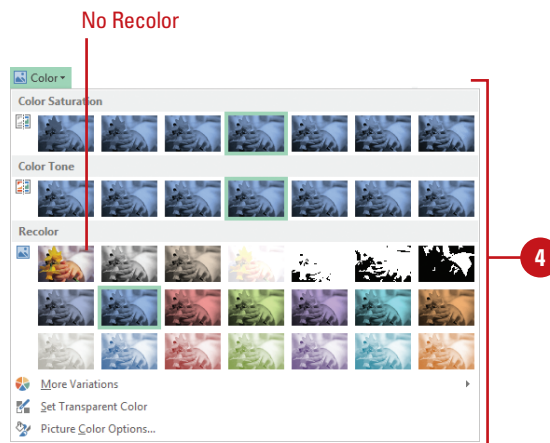 No Recolor
Color
Color Saturation
Color Tone
Recolor
4
More Variations
Set Transparent Color
Picture Color Options...